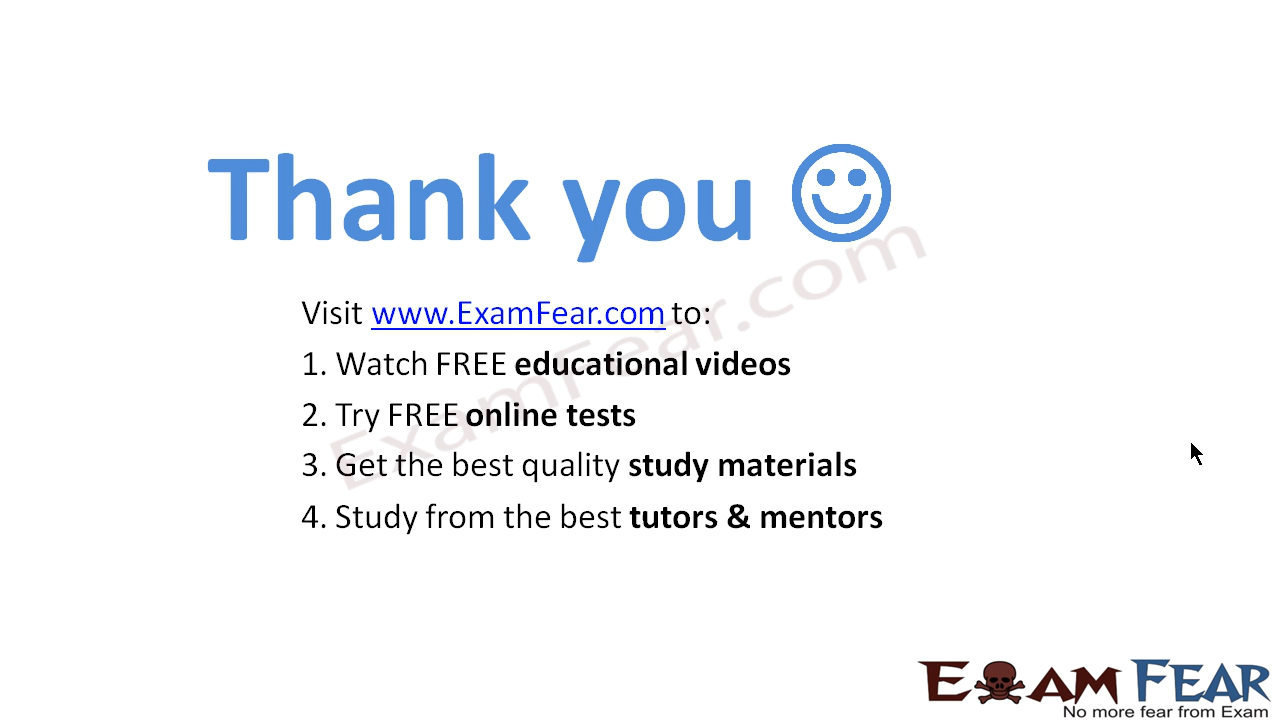 Thank you ☺
Visit www.ExamFear.com to:
1. Watch FREE educational videos
2. Try FREE online tests
3. Get the best quality study materials
4. Study from the best tutors & mentors
ExamFear.com
EXAM FEAR
No more fear from Exam